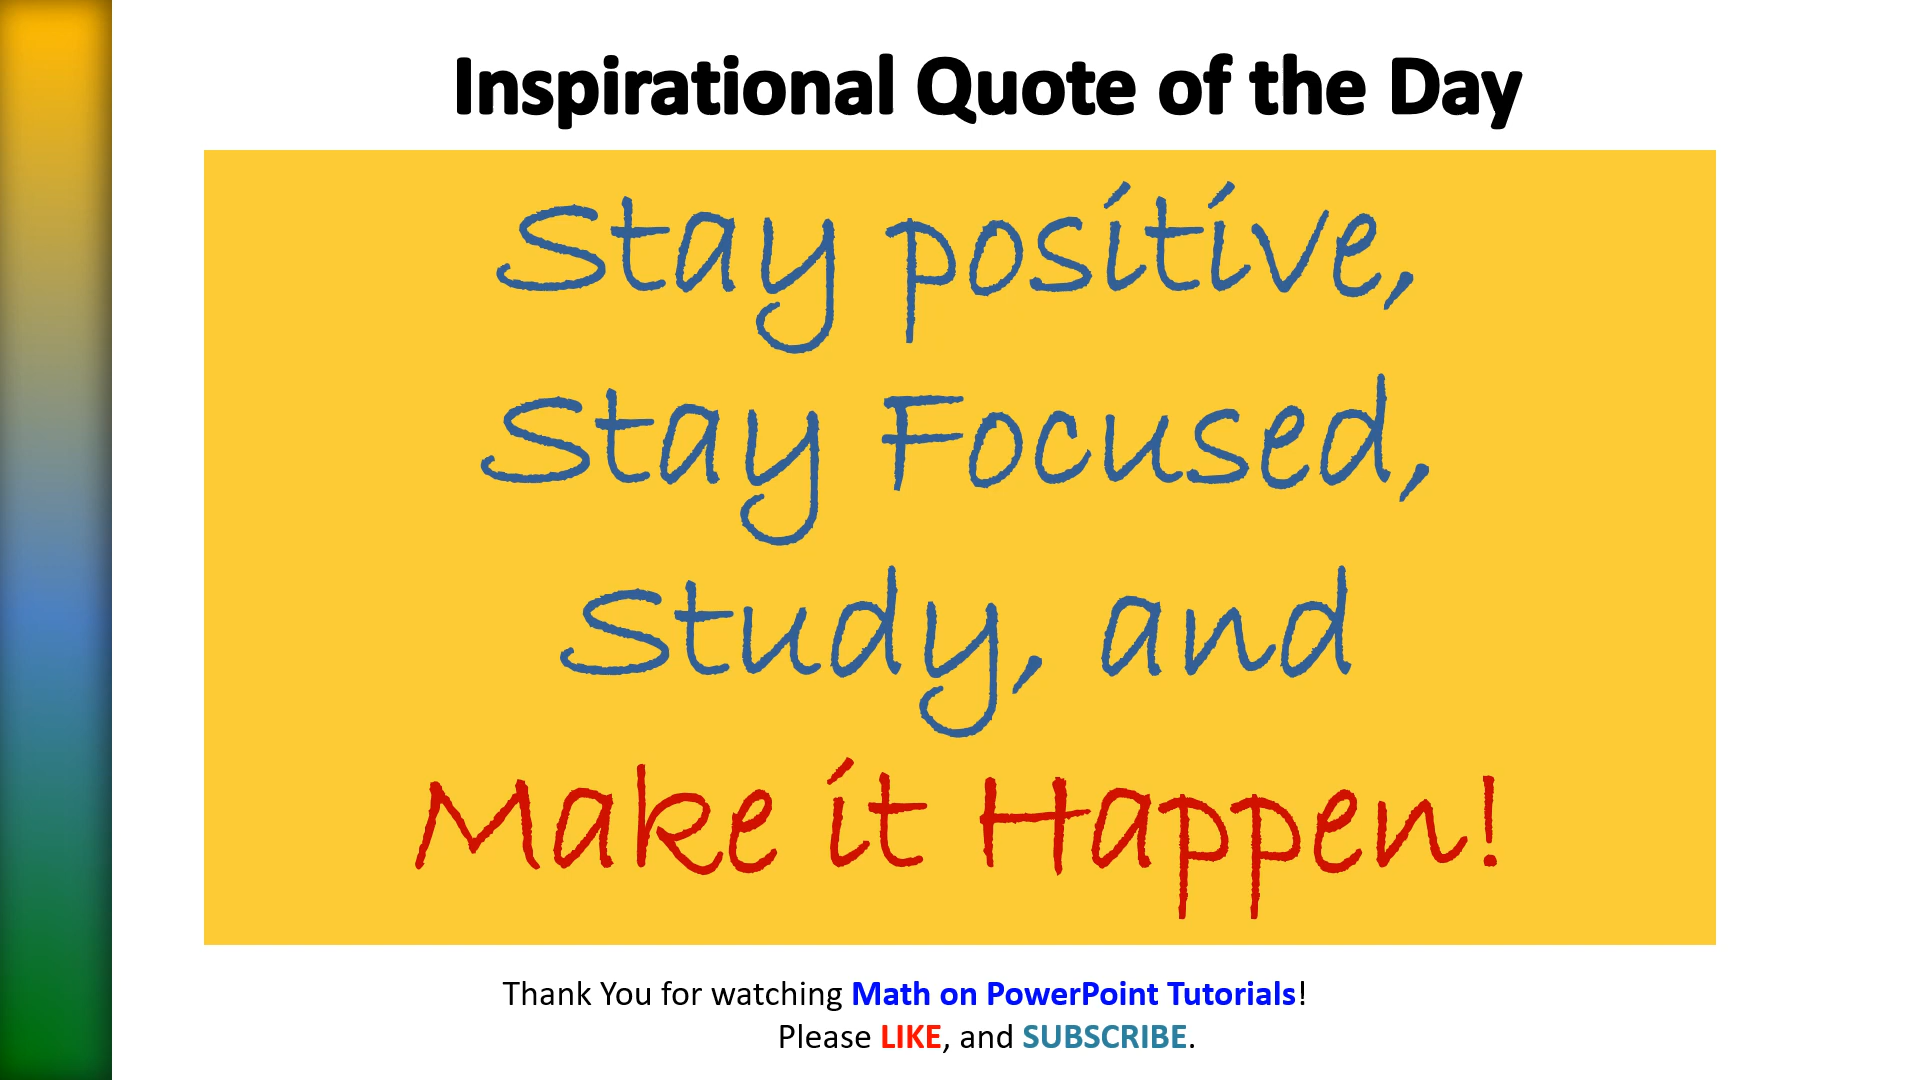 Inspirational Quote of the Day
Stay positive,
Stay Focused,
Study, and
Make it Happen!
Thank You for watching Math on PowerPoint Tutorials!
Please LIKE, and SUBSCRIBE.